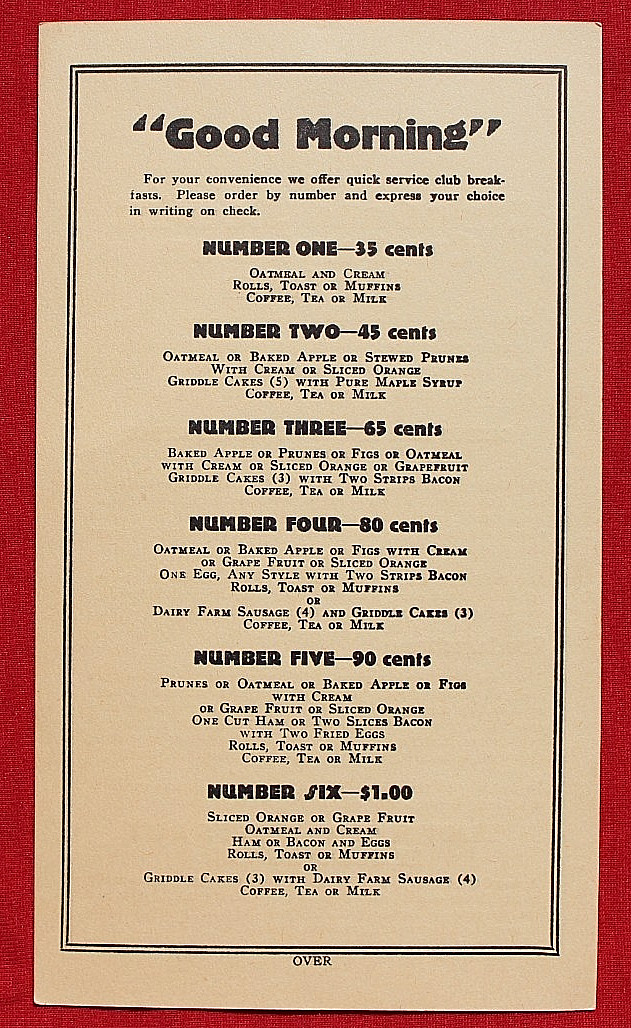 “Good Morning”
For your convenience we offer quick service club break-
fasts. Please order by number and express your choice
in writing on check.
NUMBER ONE—35 cents
OATMEAL AND CREAM
ROLLS, TOAST OR MUFFINS
COFFEE, TEA OR MILK
NUMBER TWO—45 cents
OATMEAL OR BAKED APPLE OR STEWED PRUNES
WITH CREAM OR SLICED ORANGE
GRIDDLE CAKES (5) WITH PURE MAPLE SYRUP
COFFEE, TEA OR MILK
NUMBER THREE—65 cents
BAKED APPLE OR PRUNES OR FIGS OR OATMEAL
WITH CREAM OR SLICED ORANGE OR GRAPEFRUIT
GRIDDLE CAKES (3) WITH TWO STRIPS BACON
COFFEE, TEA OR MILK
NUMBER FOUR—80 cents
OATMEAL OR BAKED APPLE OR FIGS WITH CREAM
OR GRAPE FRUIT OR SLICED ORANGE
ONE EGG, ANY STYLE WITH TWO STRIPS BACON
ROLLS, TOAST OR MUFFINS
OR
DAIRY FARM SAUSAGE (4) AND GRIDDLE CAKES (3)
COFFEE, TEA OR MILK
NUMBER FIVE—90 cents
PRUNES OR OATMEAL OR BAKED APPLE OR FIGS
WITH CREAM
OR GRAPE FRUIT OR SLICED ORANGE
ONE CUT HAM OR TWO SLICES BACON
WITH TWO FRIED EGGS
ROLLS, TOAST OR MUFFINS
COFFEE, TEA OR MILK
NUMBER SIX—$1.00
SLICED ORANGE OR GRAPE FRUIT
OATMEAL AND CREAM
HAM OR BACON AND EGGS
ROLLS, TOAST OR MUFFINS
OR
GRIDDLE CAKES (3) WITH DAIRY FARM SAUSAGE (4)
COFFEE, TEA OR MILK
OVER